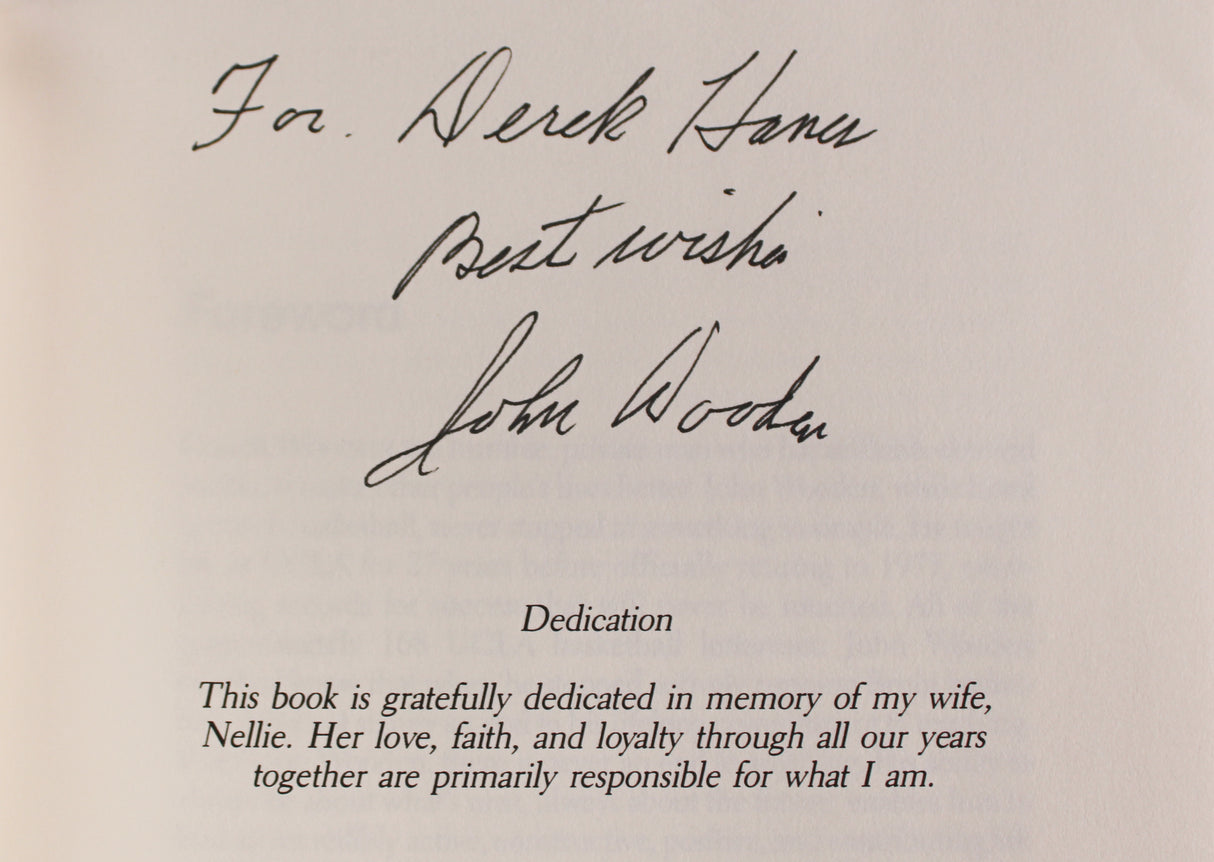 For. Derek Hanes
Best wishes
John Wooden
Foreword
Dedication
This book is gratefully dedicated in memory of my wife,
Nellie. Her love, faith, and loyalty through all our years
together are primarily responsible for what I am.